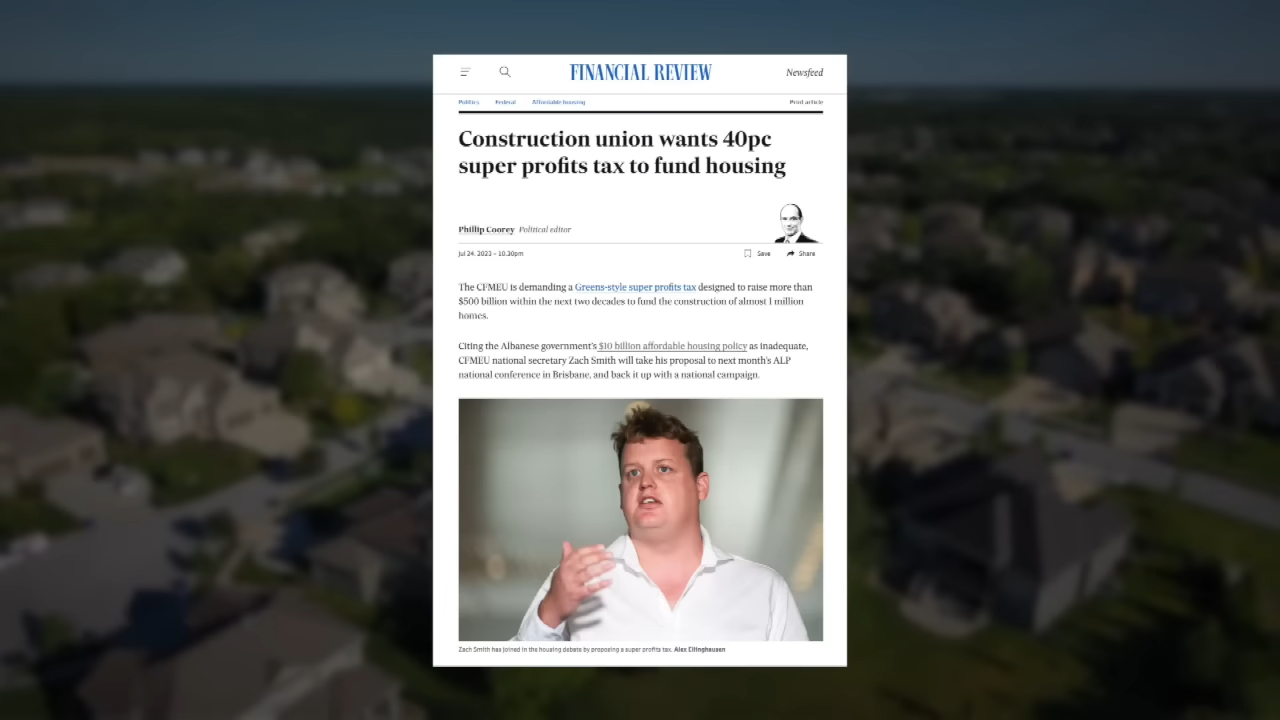 FINANCIAL REVIEW
Newsfeed
Politics Federal Affordable housing Print article
Construction union wants 40pc
super profits tax to fund housing
Phillip Coorey Political editor
Jul 24, 2023 – 10.30pm
Save Share
The CFMEU is demanding a Greens-style super profits tax designed to raise more than
$500 billion within the next two decades to fund the construction of almost 1 million
homes.
Citing the Albanese government's $10 billion affordable housing policy as inadequate,
CFMEU national secretary Zach Smith will take his proposal to next month's ALP
national conference in Brisbane, and back it up with a national campaign.
Zach Smith has joined in the housing debate by proposing a super profits tax. Alex Ellinghausen